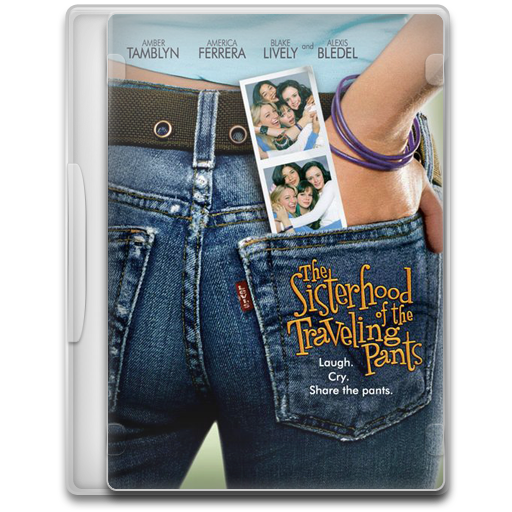 AMBER AMERICA BLAKE and ALEXIS
TAMBLYN FERRERA LIVELY BLEDEL
LEVI'S
The
Sisterhood
of the
Traveling
Pants
Laugh.
Cry.
Share the pants.